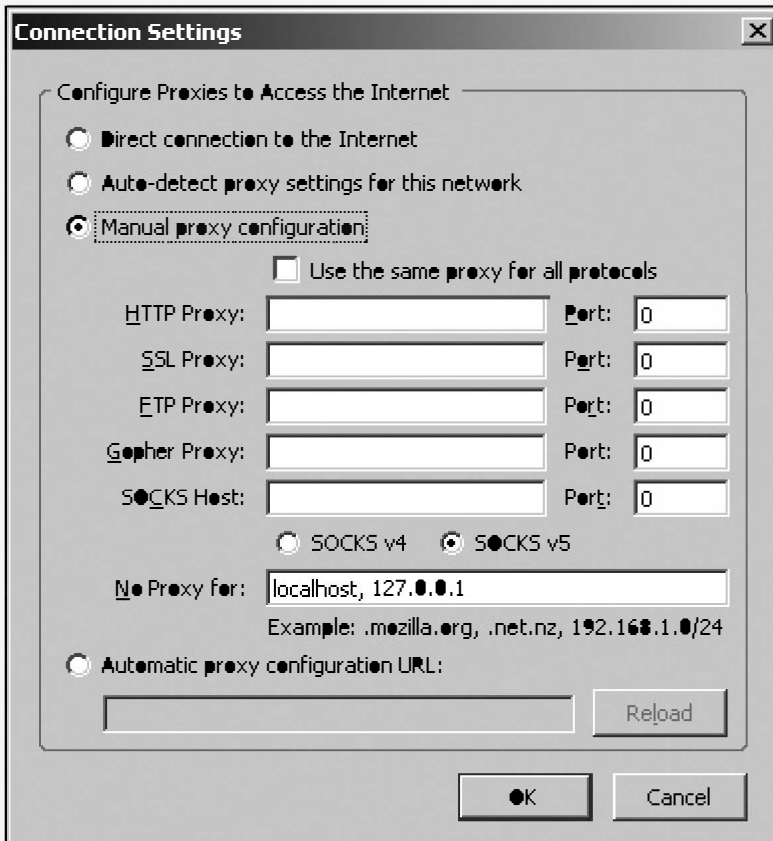 Connection Settings
Configure Proxies to Access the Internet
Direct connection to the Internet
Auto-detect proxy settings for this network
Manual proxy configuration
Use the same proxy for all protocols
HTTP Proxy: Port: 0
SSL Proxy: Port: 0
FTP Proxy: Port: 0
Gopher Proxy: Port: 0
SOCKS Host: Port: 0
SOCKS v4 SOCKS v5
No Proxy for: localhost, 127.0.0.1
Example: .mozilla.org, .net.nz, 192.168.1.0/24
Automatic proxy configuration URL:
Reload
OK Cancel